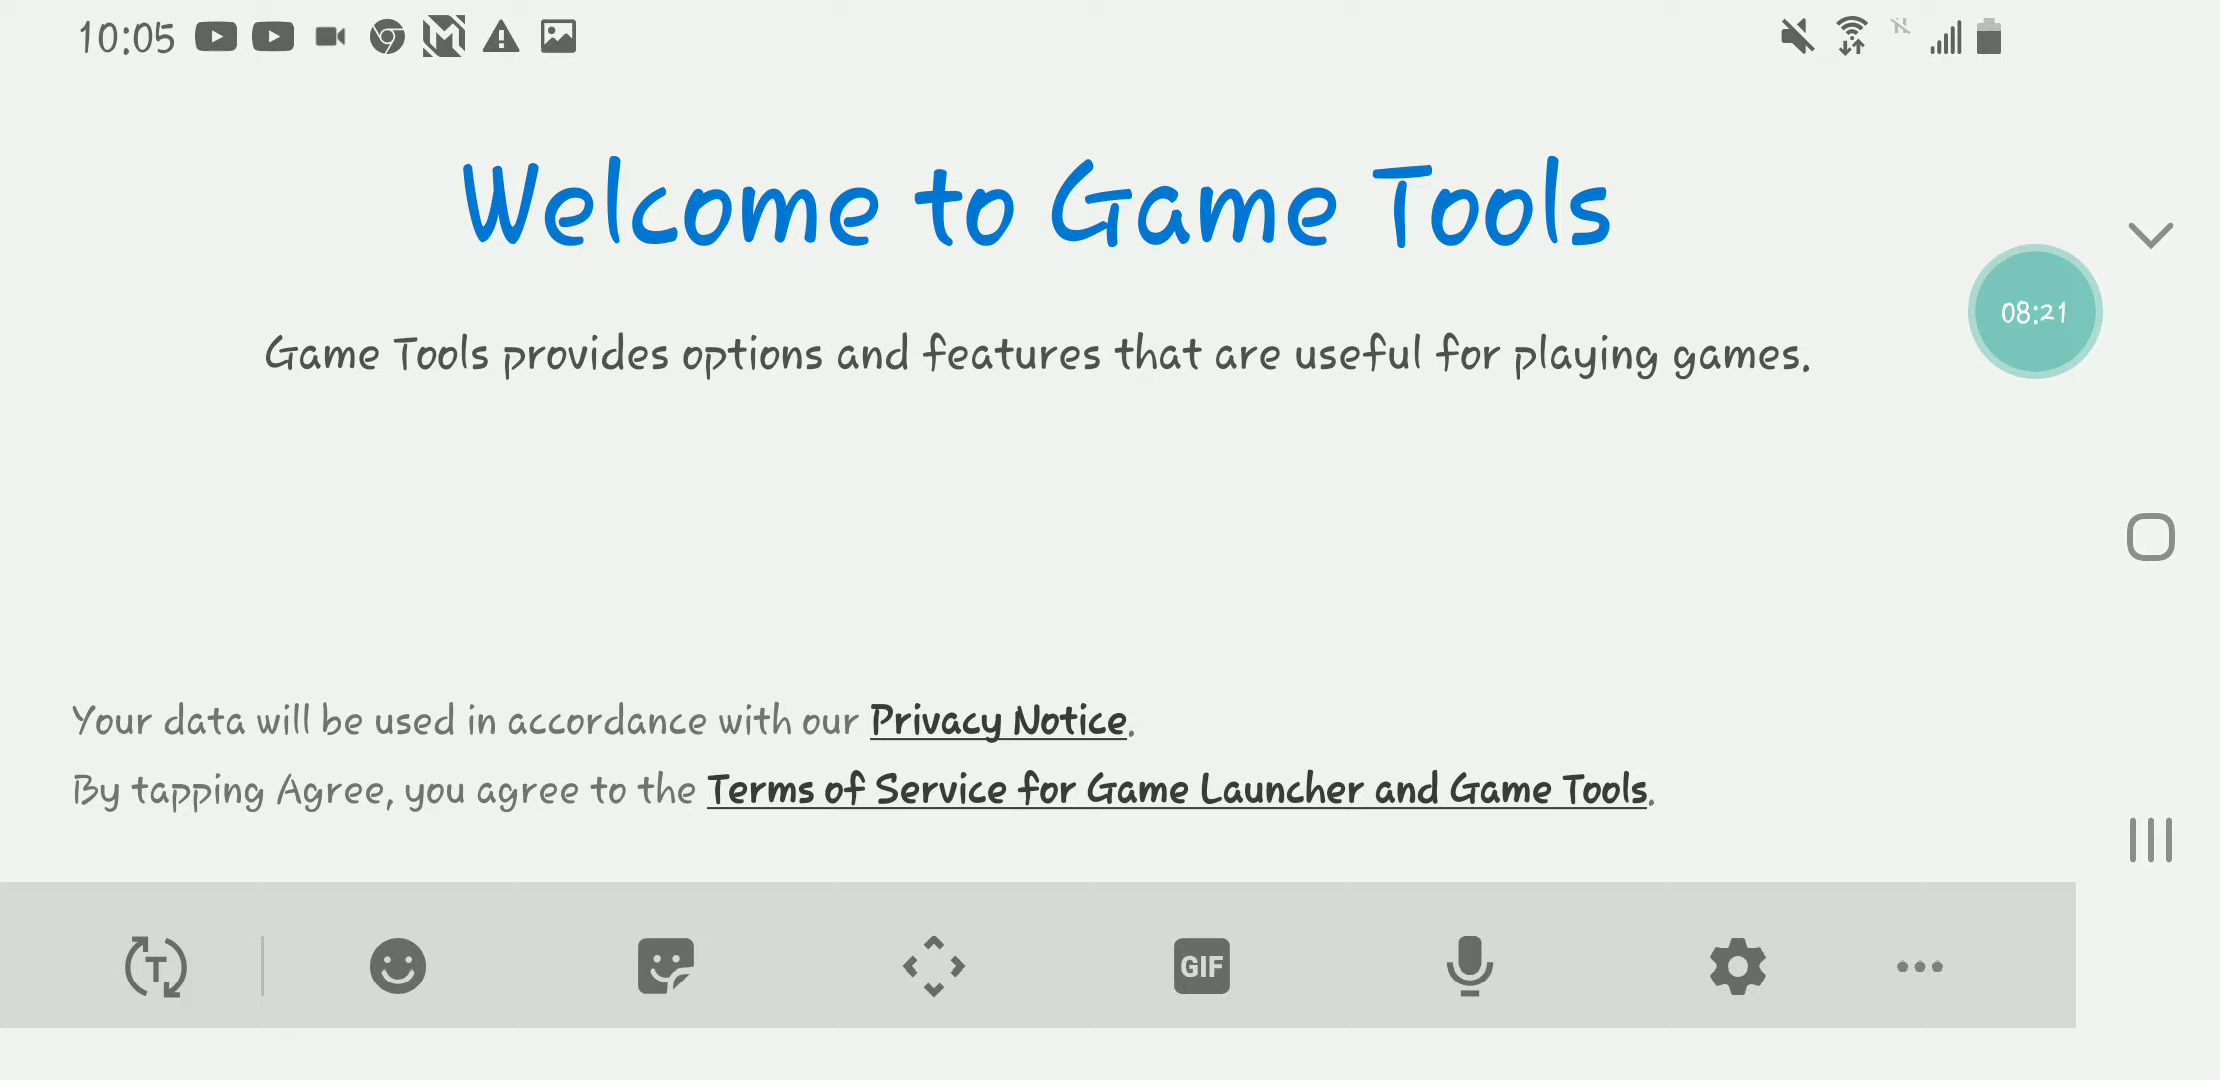 10:05
Welcome to Game Tools
08:21
Game Tools provides options and features that are useful for playing games.
Your data will be used in accordance with our Privacy Notice.
By tapping Agree, you agree to the Terms of Service for Game Launcher and Game Tools.
T
GIF